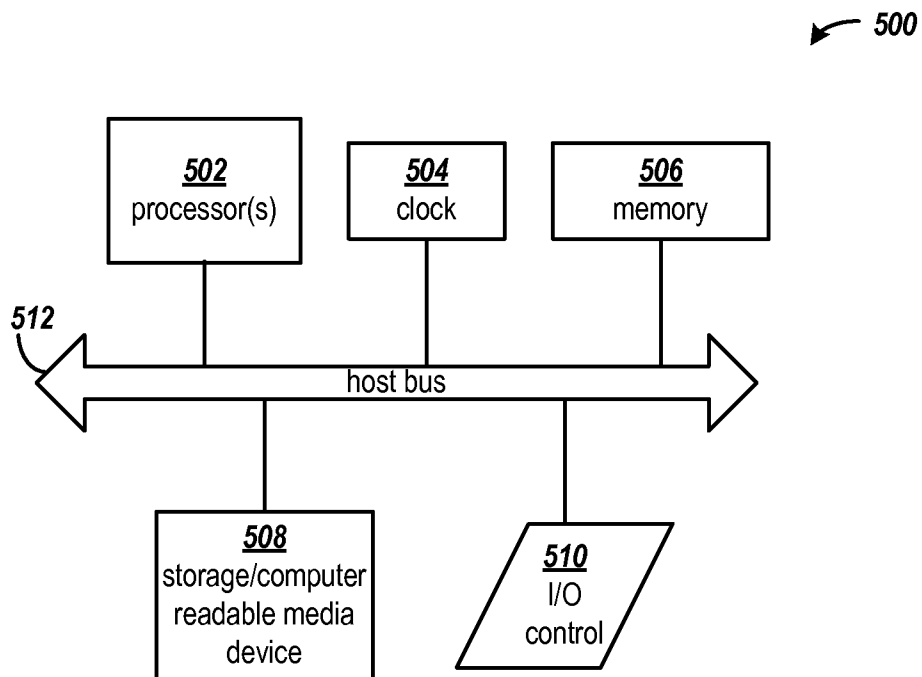 500
502
processor(s)
504
clock
506
memory
512
host bus
508
storage/computer
readable media
device
510
I/O
control